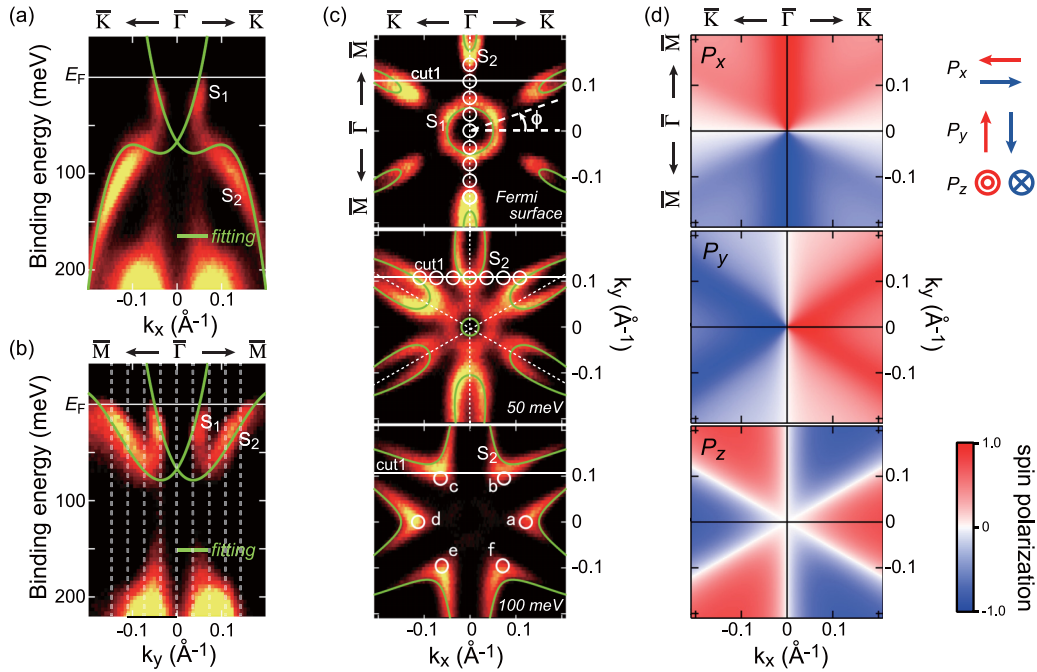 (a)
K̅ ← Γ̅ → K̅
E_F
S₁
S₂
fitting
Binding energy (meV)
100
200
-0.1 0 0.1
k_x (Å⁻¹)
(b)
M̅ ← Γ̅ → M̅
E_F
S₁
S₂
fitting
Binding energy (meV)
100
200
-0.1 0 0.1
k_y (Å⁻¹)
(c)
K̅ ← Γ̅ → K̅
M̅ ← Γ̅ → M̅
S₂
cut1
S₁
ϕ
Fermi
surface
0.1
0
-0.1
cut1
S₂
50 meV
0.1
0
-0.1
k_y (Å⁻¹)
S₂
cut1
c b
d a
e f
100 meV
0.1
0
-0.1
-0.1 0 0.1
k_x (Å⁻¹)
(d)
K̅ ← Γ̅ → K̅
M̅ ← Γ̅ → M̅
P_x
0.1
0
-0.1
P_y
0.1
0
-0.1
k_y (Å⁻¹)
P_z
0.1
0
-0.1
-0.1 0 0.1
k_x (Å⁻¹)
P_x
P_y
P_z
1.0
0
-1.0
spin polarization